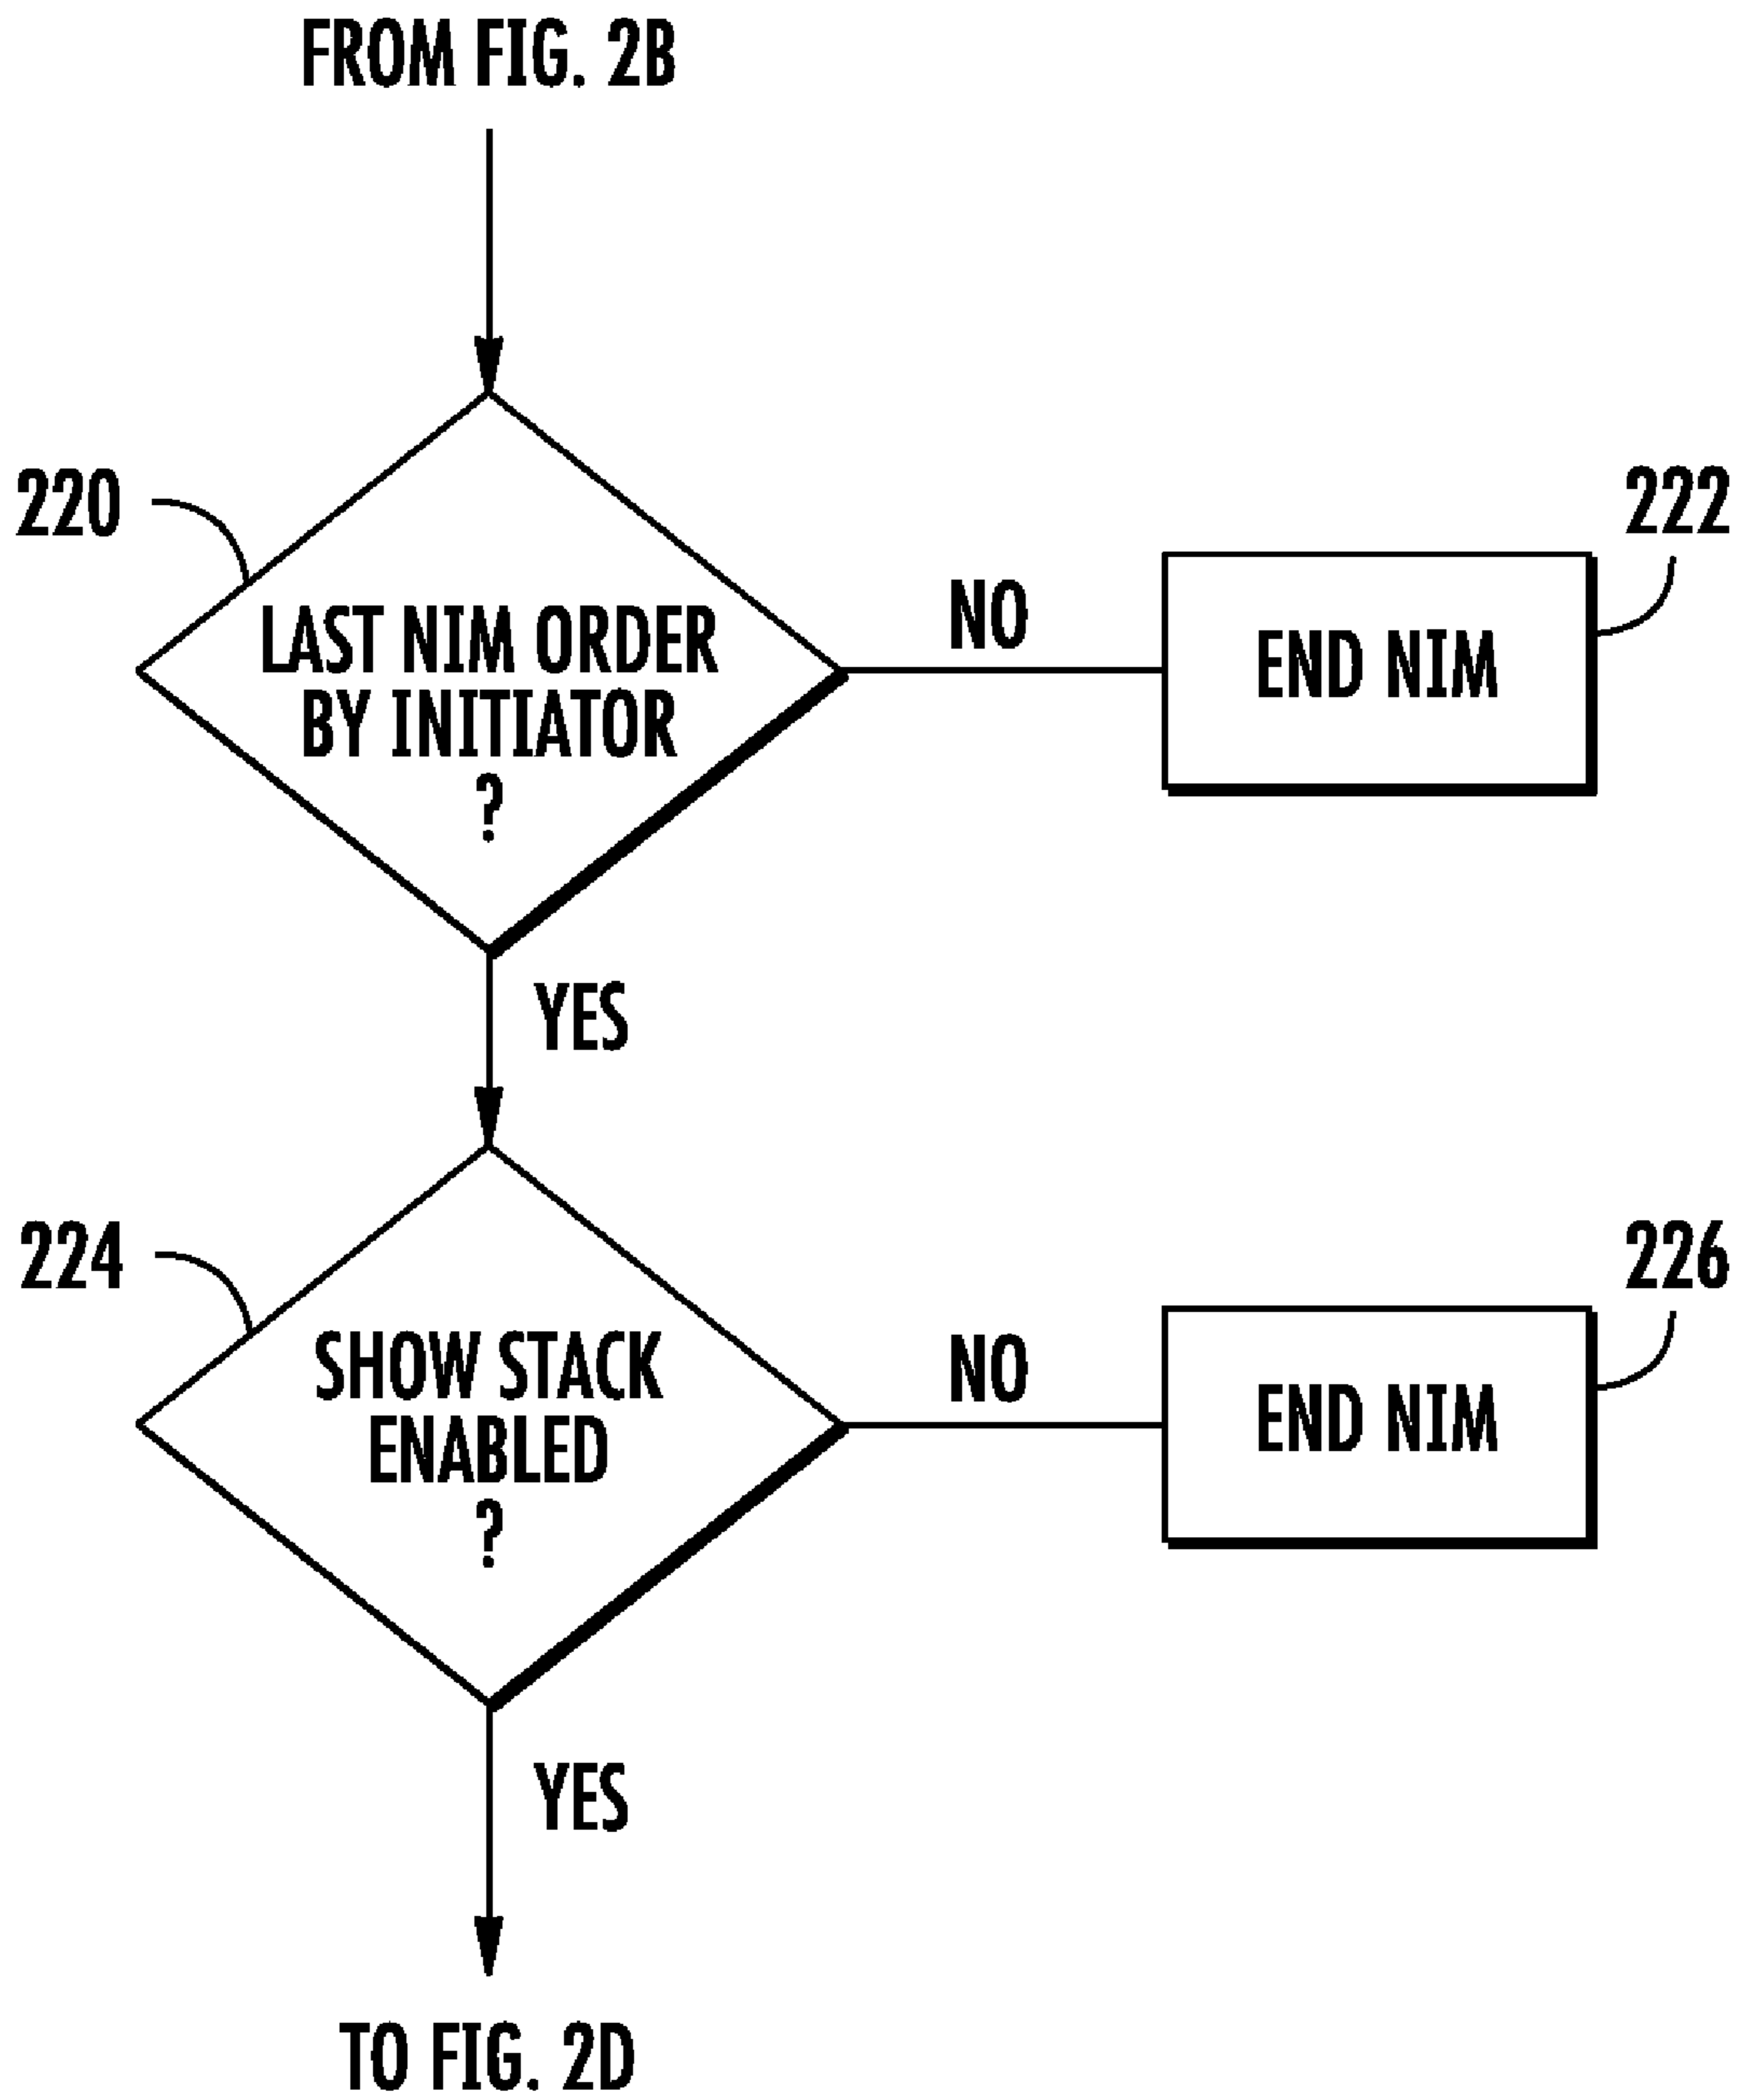 FROM FIG. 2B
220
LAST NIM ORDER
BY INITIATOR
?
NO
222
END NIM
YES
224
SHOW STACK
ENABLED
?
NO
226
END NIM
YES
TO FIG. 2D